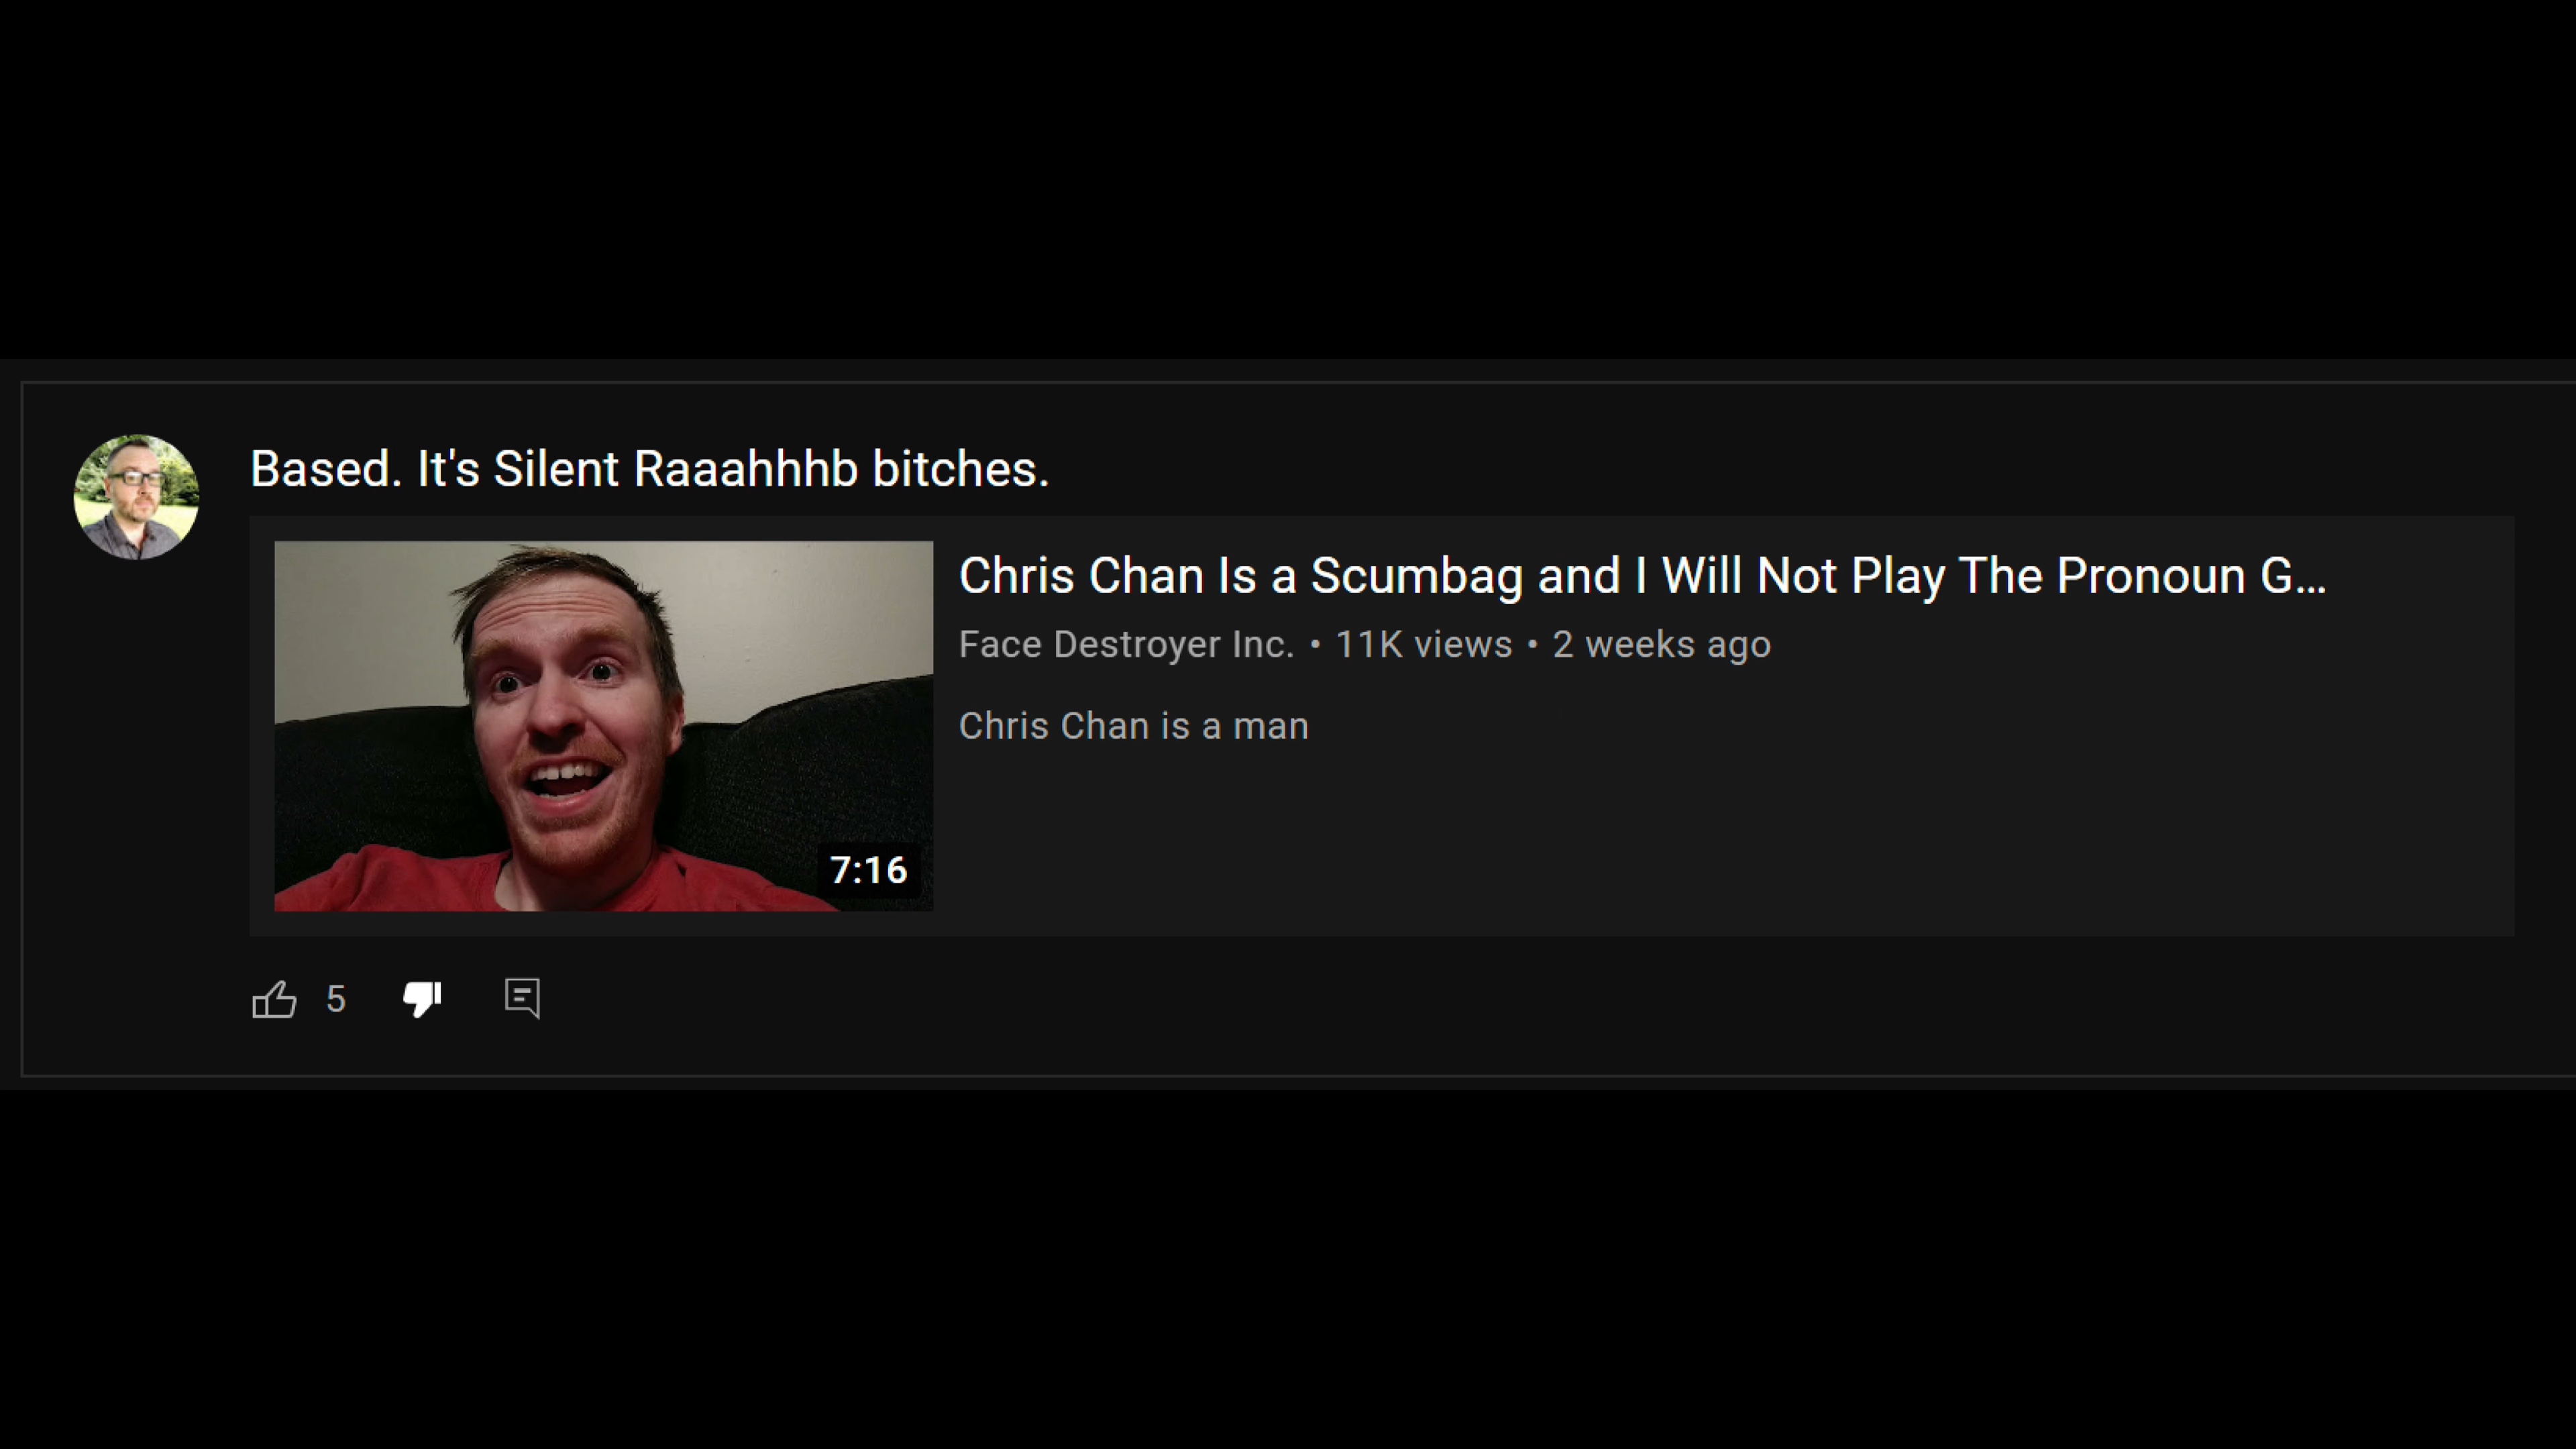 Based. It's Silent Raaahhhb bitches.
Chris Chan Is a Scumbag and I Will Not Play The Pronoun G...
Face Destroyer Inc. • 11K views • 2 weeks ago
Chris Chan is a man
7:16
5